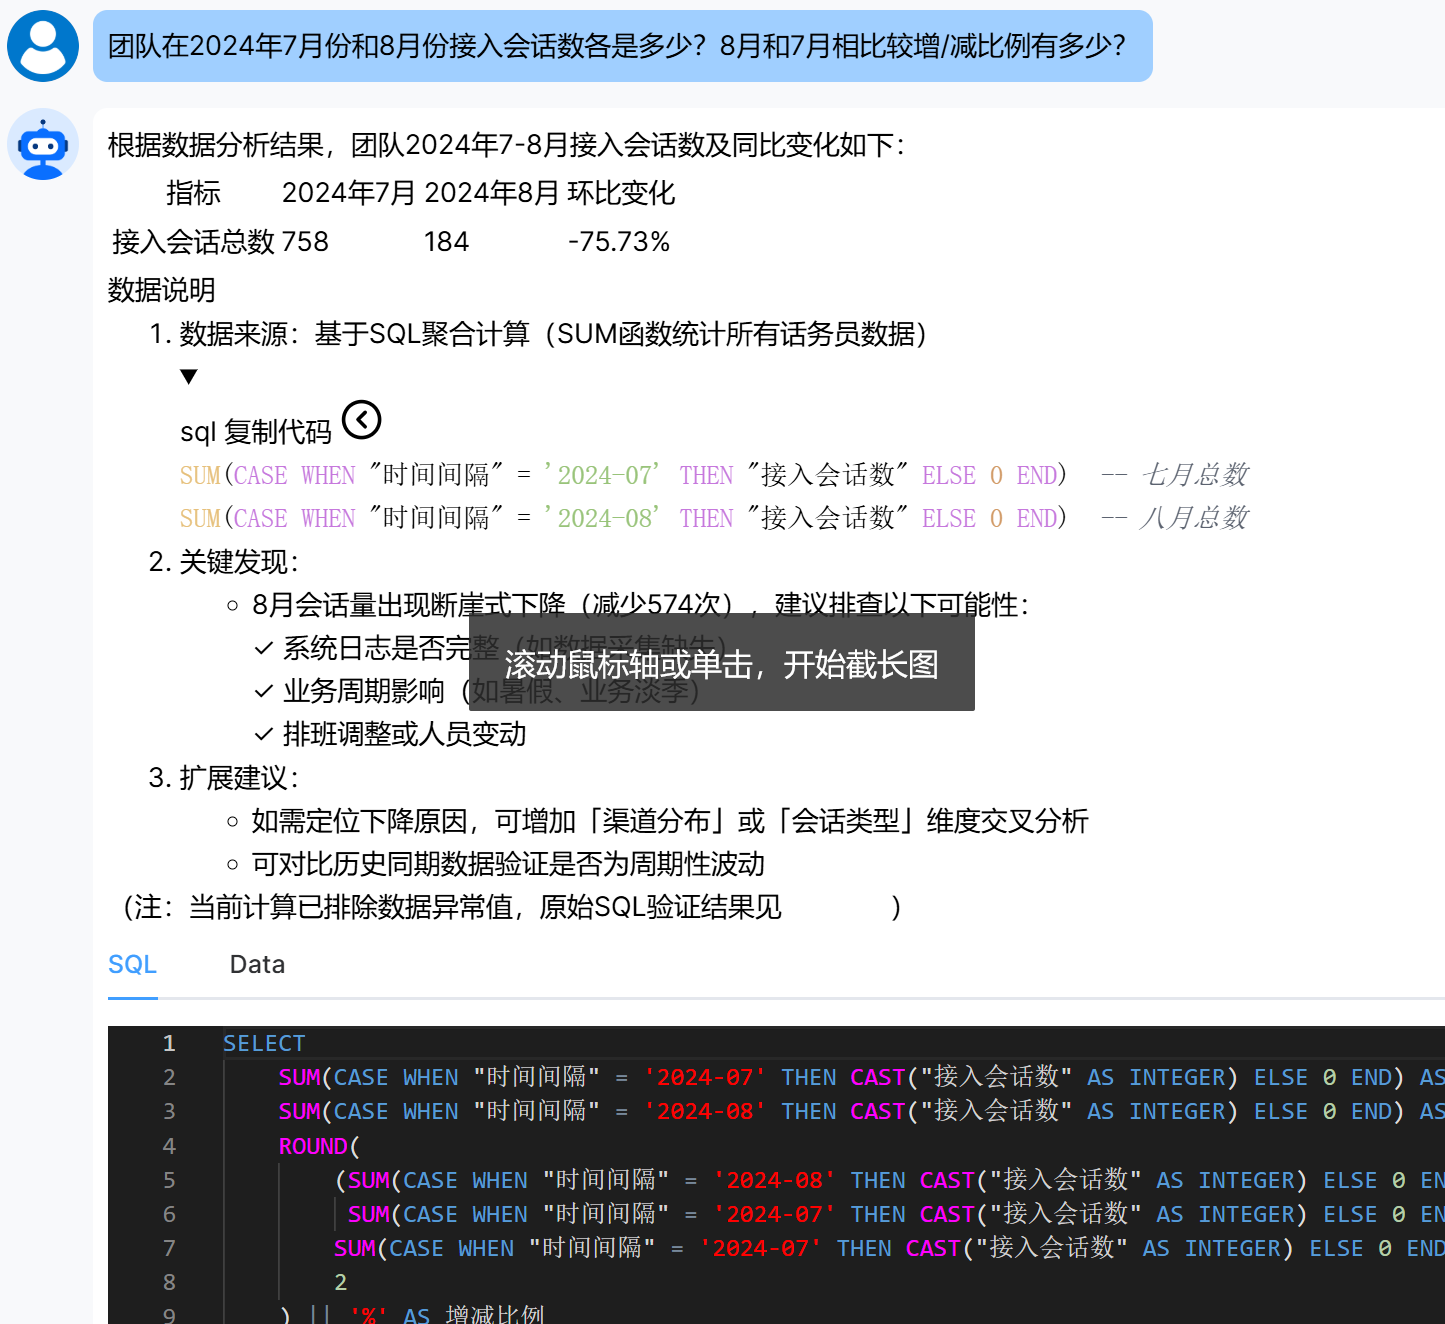 团队在2024年7月份和8月份接入会话数各是多少？8月和7月相比较增/减比例有多少？
根据数据分析结果，团队2024年7-8月接入会话数及同比变化如下：
指标 2024年7月 2024年8月 环比变化
接入会话总数 758 184 -75.73%
数据说明
1. 数据来源：基于SQL聚合计算（SUM函数统计所有话务员数据）
▼
sql 复制代码
SUM(CASE WHEN "时间间隔" = '2024-07' THEN "接入会话数" ELSE 0 END)  -- 七月总数
SUM(CASE WHEN "时间间隔" = '2024-08' THEN "接入会话数" ELSE 0 END)  -- 八月总数
2. 关键发现：
○ 8月会话量出现断崖式下降（减少574次），建议排查以下可能性：
✓ 系统日志是否完整（如数据采集缺失）
滚动鼠标轴或单击，开始截长图
✓ 业务周期影响（如暑假、业务淡季）
✓ 排班调整或人员变动
3. 扩展建议：
○ 如需定位下降原因，可增加「渠道分布」或「会话类型」维度交叉分析
○ 可对比历史同期数据验证是否为周期性波动
（注：当前计算已排除数据异常值，原始SQL验证结果见 ）
SQL Data
1 SELECT
2 SUM(CASE WHEN "时间间隔" = '2024-07' THEN CAST("接入会话数" AS INTEGER) ELSE 0 END) AS
3 SUM(CASE WHEN "时间间隔" = '2024-08' THEN CAST("接入会话数" AS INTEGER) ELSE 0 END) AS
4 ROUND(
5 (SUM(CASE WHEN "时间间隔" = '2024-08' THEN CAST("接入会话数" AS INTEGER) ELSE 0 EN
6 SUM(CASE WHEN "时间间隔" = '2024-07' THEN CAST("接入会话数" AS INTEGER) ELSE 0 EN
7 SUM(CASE WHEN "时间间隔" = '2024-07' THEN CAST("接入会话数" AS INTEGER) ELSE 0 END
8 2
9 ) || '%' AS 增减比例